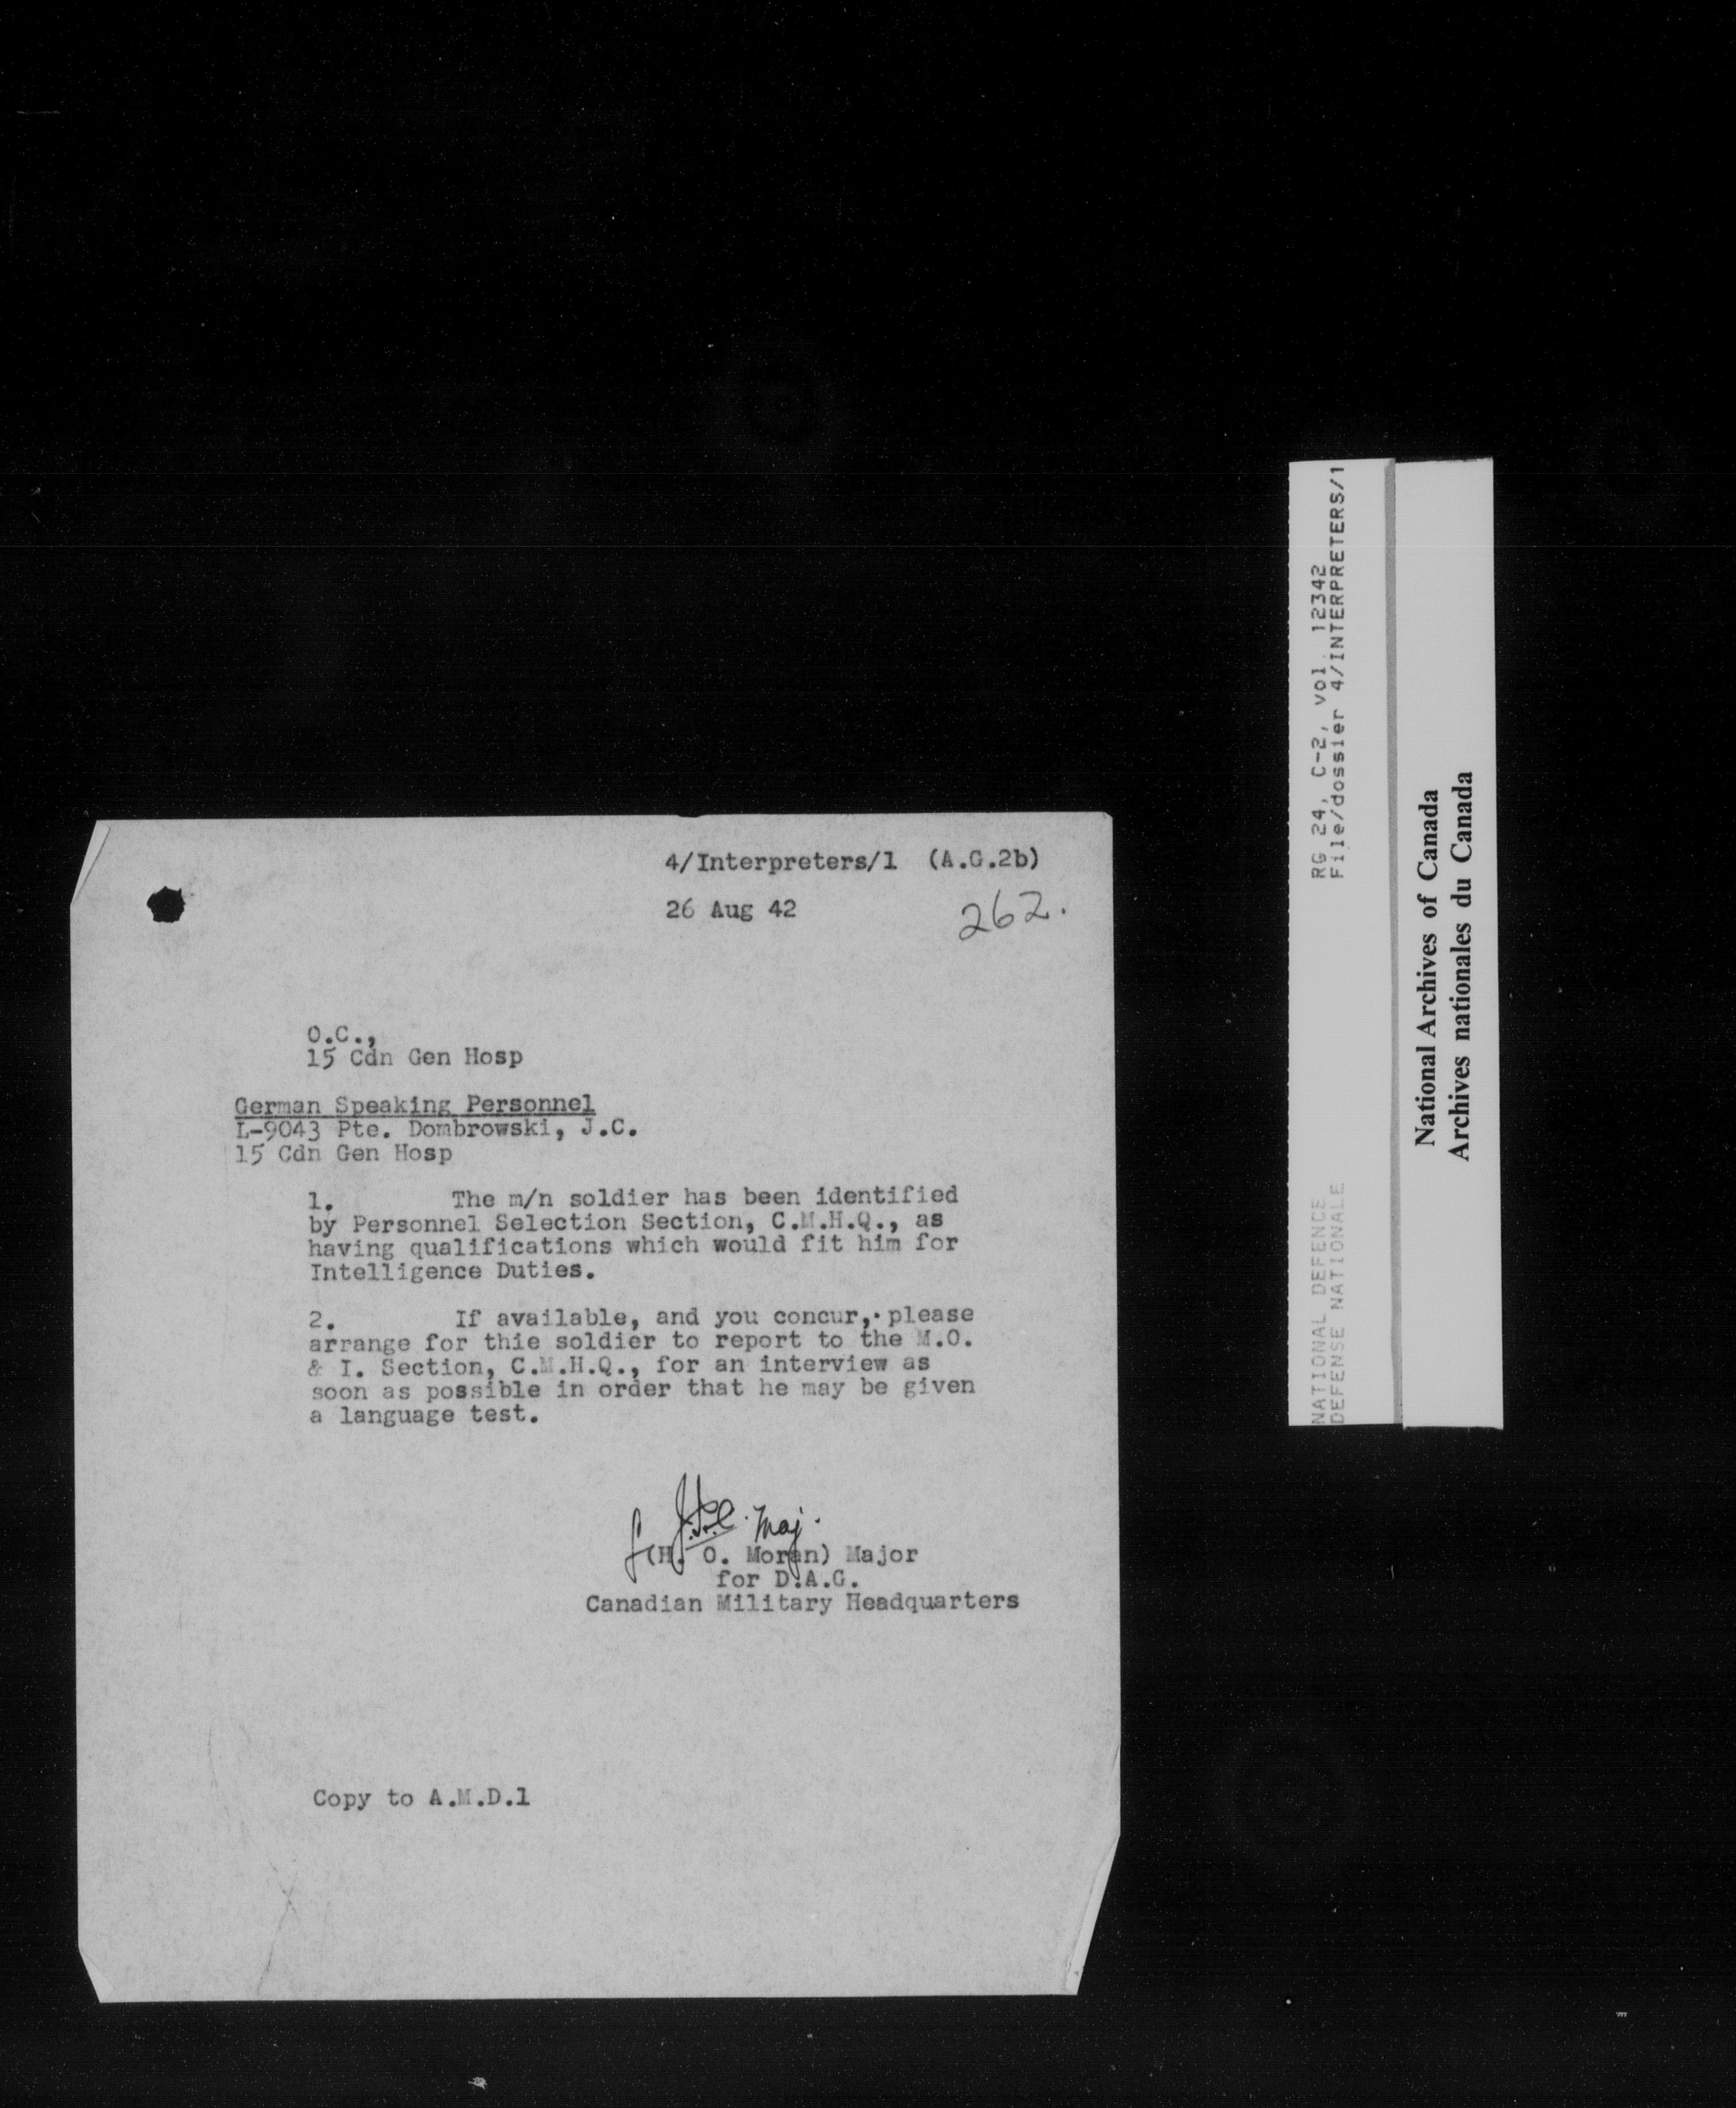 4/Interpreters/1 (A.G.2b)
26 Aug 42
262.
O.C.,
15 Cdn Gen Hosp
German Speaking Personnel
L-9043 Pte. Dombrowski, J.C.
15 Cdn Gen Hosp
1. The m/n soldier has been identified
by Personnel Selection Section, C.M.H.Q., as
having qualifications which would fit him for
Intelligence Duties.
2. If available, and you concur, please
arrange for thie soldier to report to the M.O.
& I. Section, C.M.H.Q., for an interview as
soon as possible in order that he may be given
a language test.
Maj.
(H. O. Moran) Major
for D.A.G.
Canadian Military Headquarters
Copy to A.M.D.1
RG 24, C-2, vol. 12342
File/dossier 4/INTERPRETERS/1
NATIONAL DEFENCE
DEFENSE NATIONALE
National Archives of Canada
Archives nationales du Canada